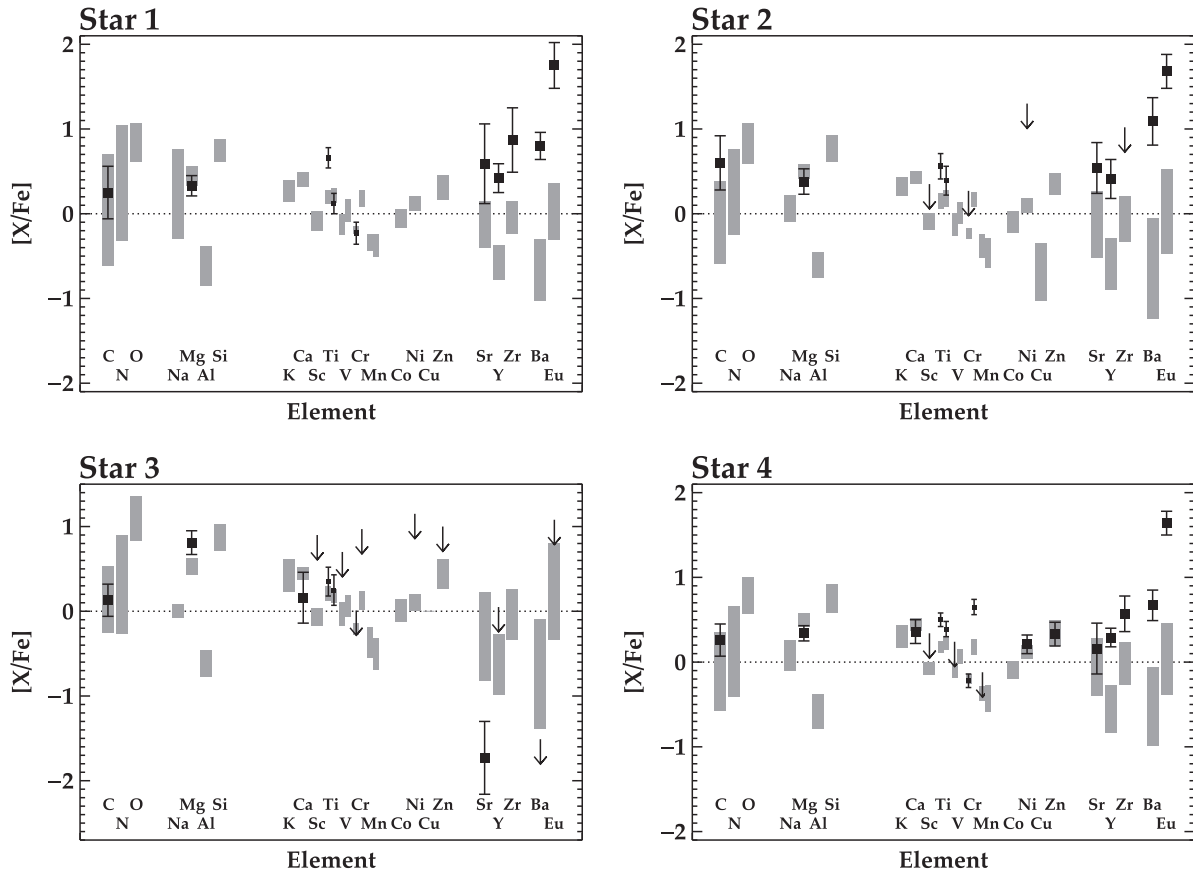 Star 1
2
1
0
−1
−2
[X/Fe]
C O Mg Si Ca Ti Cr Ni Zn Sr Zr Ba
N Na Al K Sc V Mn Co Cu Y Eu
Element
Star 2
2
1
0
−1
−2
[X/Fe]
C O Mg Si Ca Ti Cr Ni Zn Sr Zr Ba
N Na Al K Sc V Mn Co Cu Y Eu
Element
Star 3
1
0
−1
−2
[X/Fe]
C O Mg Si Ca Ti Cr Ni Zn Sr Zr Ba
N Na Al K Sc V Mn Co Cu Y Eu
Element
Star 4
2
1
0
−1
−2
[X/Fe]
C O Mg Si Ca Ti Cr Ni Zn Sr Zr Ba
N Na Al K Sc V Mn Co Cu Y Eu
Element